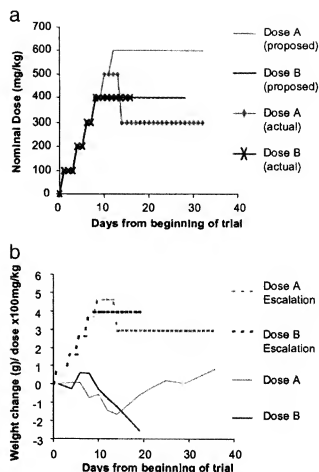 a
700
600
500
400
300
200
100
0
Nominal Dose (mg/kg)
0 10 20 30 40
Days from beginning of trial
Dose A
(proposed)
Dose B
(proposed)
Dose A
(actual)
Dose B
(actual)
b
6
5
4
3
2
1
0
-1
-2
-3
Weight change (g)/ dose x100mg/kg
0 10 20 30 40
Days from beginning of trial
Dose A
Escalation
Dose B
Escalation
Dose A
Dose B